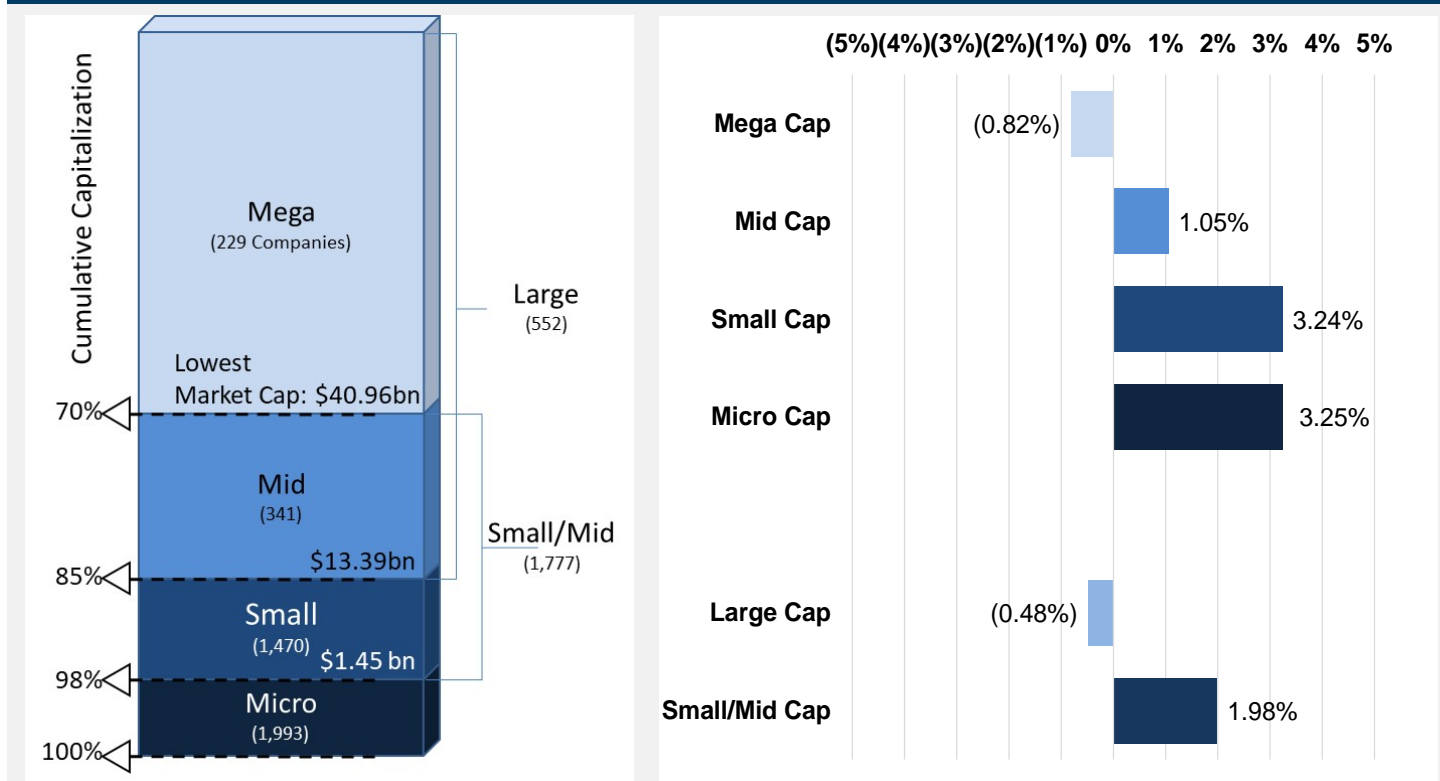 Cumulative Capitalization
Mega
(229 Companies)
Large
(552)
Lowest
Market Cap: $40.96bn
70%
Mid
(341)
Small/Mid
(1,777)
$13.39bn
85%
Small
(1,470)
$1.45 bn
98%
Micro
(1,993)
100%
(5%)(4%)(3%)(2%)(1%) 0% 1% 2% 3% 4% 5%
Mega Cap (0.82%)
Mid Cap 1.05%
Small Cap 3.24%
Micro Cap 3.25%
Large Cap (0.48%)
Small/Mid Cap 1.98%